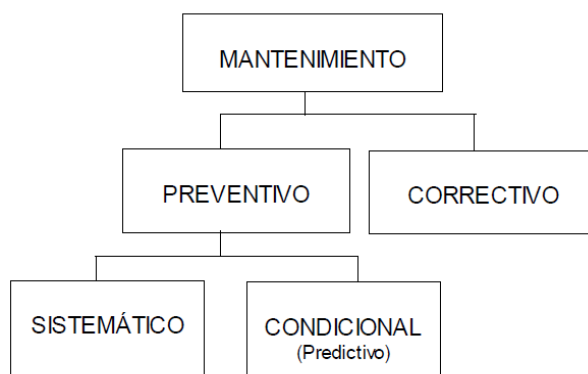 MANTENIMIENTO
PREVENTIVO
CORRECTIVO
SISTEMÁTICO
CONDICIONAL
(Predictivo)